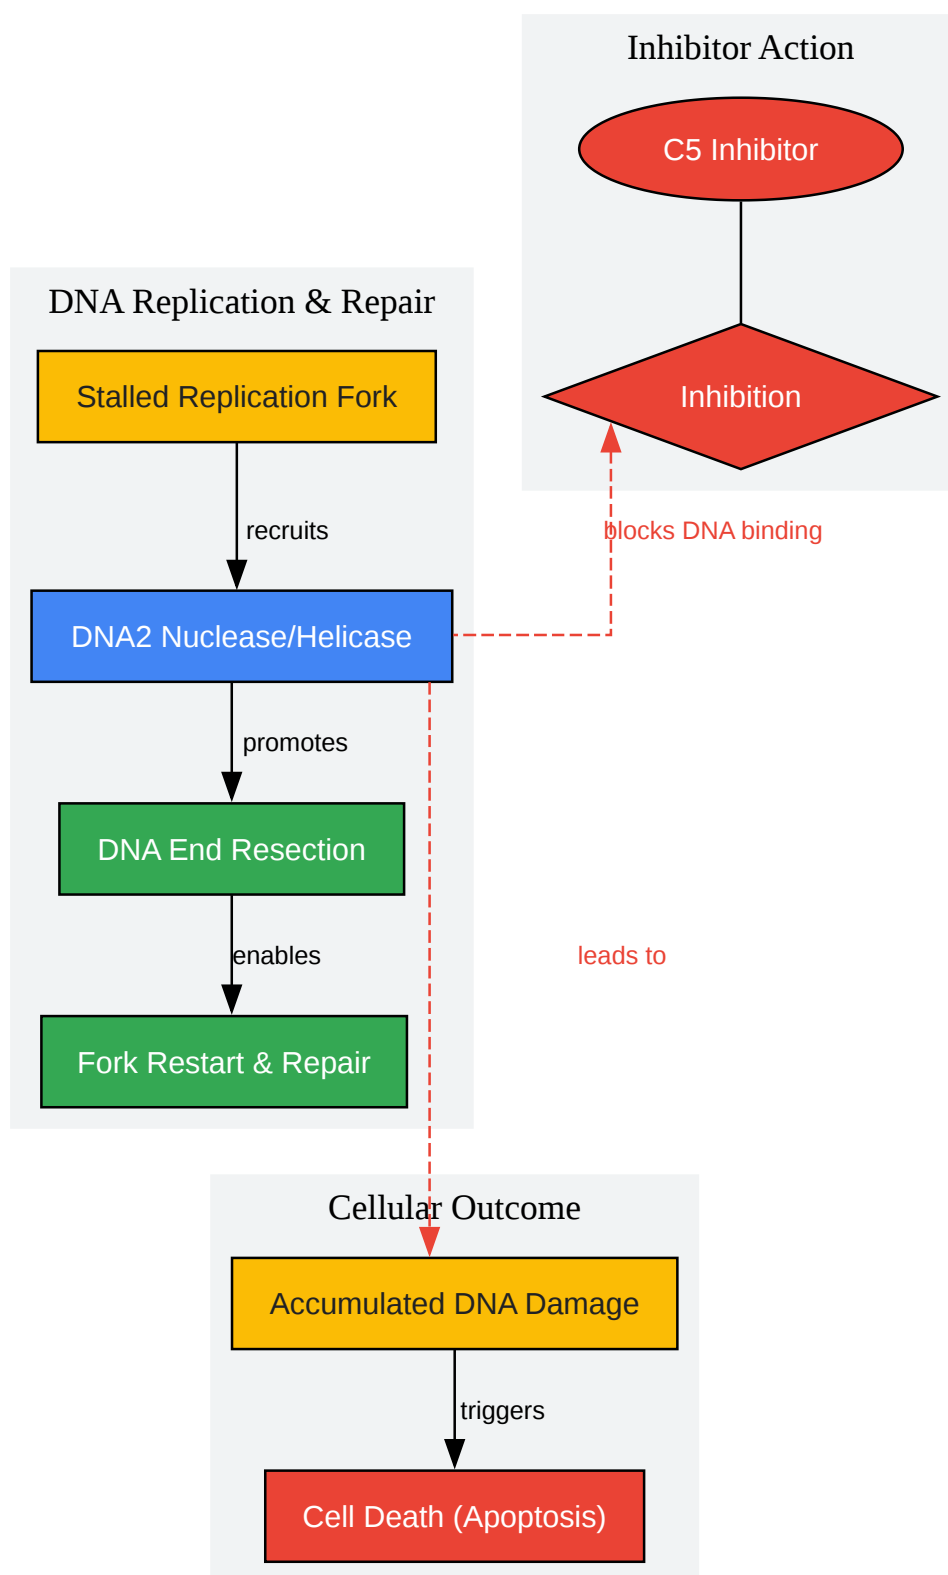 Inhibitor Action
C5 Inhibitor
Inhibition
blocks DNA binding
DNA Replication & Repair
Stalled Replication Fork
recruits
DNA2 Nuclease/Helicase
promotes
DNA End Resection
enables
leads to
Fork Restart & Repair
Cellular Outcome
Accumulated DNA Damage
triggers
Cell Death (Apoptosis)